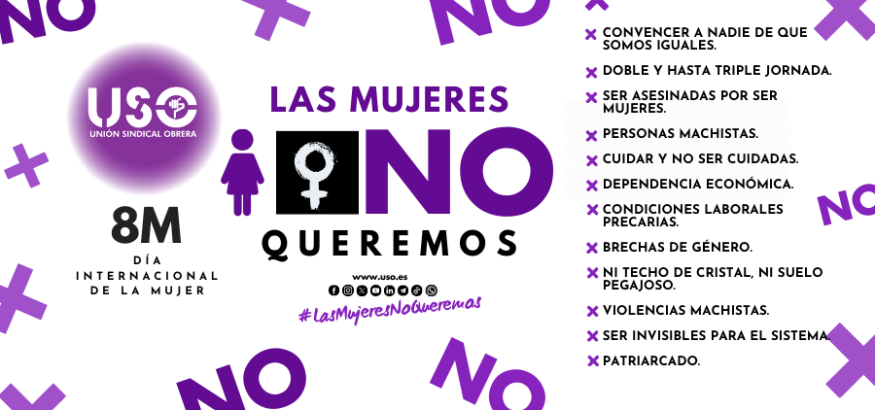 NO
NO
NO
USO
UNIÓN SINDICAL OBRERA
8M
DÍA
INTERNACIONAL
DE LA MUJER
LAS MUJERES
NO
QUEREMOS
www.uso.es
#LasMujeresNoQueremos
CONVENCER A NADIE DE QUE
SOMOS IGUALES.
DOBLE Y HASTA TRIPLE JORNADA.
SER ASESINADAS POR SER
MUJERES.
PERSONAS MACHISTAS.
CUIDAR Y NO SER CUIDADAS.
DEPENDENCIA ECONÓMICA.
CONDICIONES LABORALES
PRECARIAS.
BRECHAS DE GÉNERO.
NI TECHO DE CRISTAL, NI SUELO
PEGAJOSO.
VIOLENCIAS MACHISTAS.
SER INVISIBLES PARA EL SISTEMA.
PATRIARCADO.
NO
NO